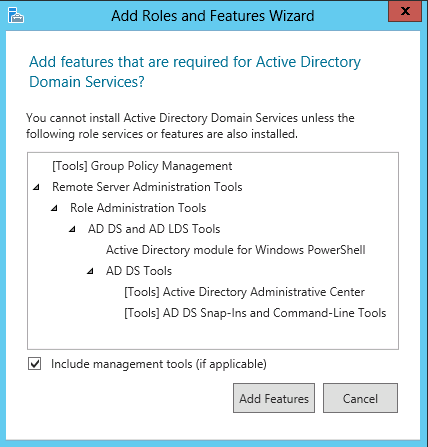 Add Roles and Features Wizard
x
Add features that are required for Active Directory
Domain Services?
You cannot install Active Directory Domain Services unless the
following role services or features are also installed.
[Tools] Group Policy Management
Remote Server Administration Tools
Role Administration Tools
AD DS and AD LDS Tools
Active Directory module for Windows PowerShell
AD DS Tools
[Tools] Active Directory Administrative Center
[Tools] AD DS Snap-Ins and Command-Line Tools
Include management tools (if applicable)
Add Features
Cancel